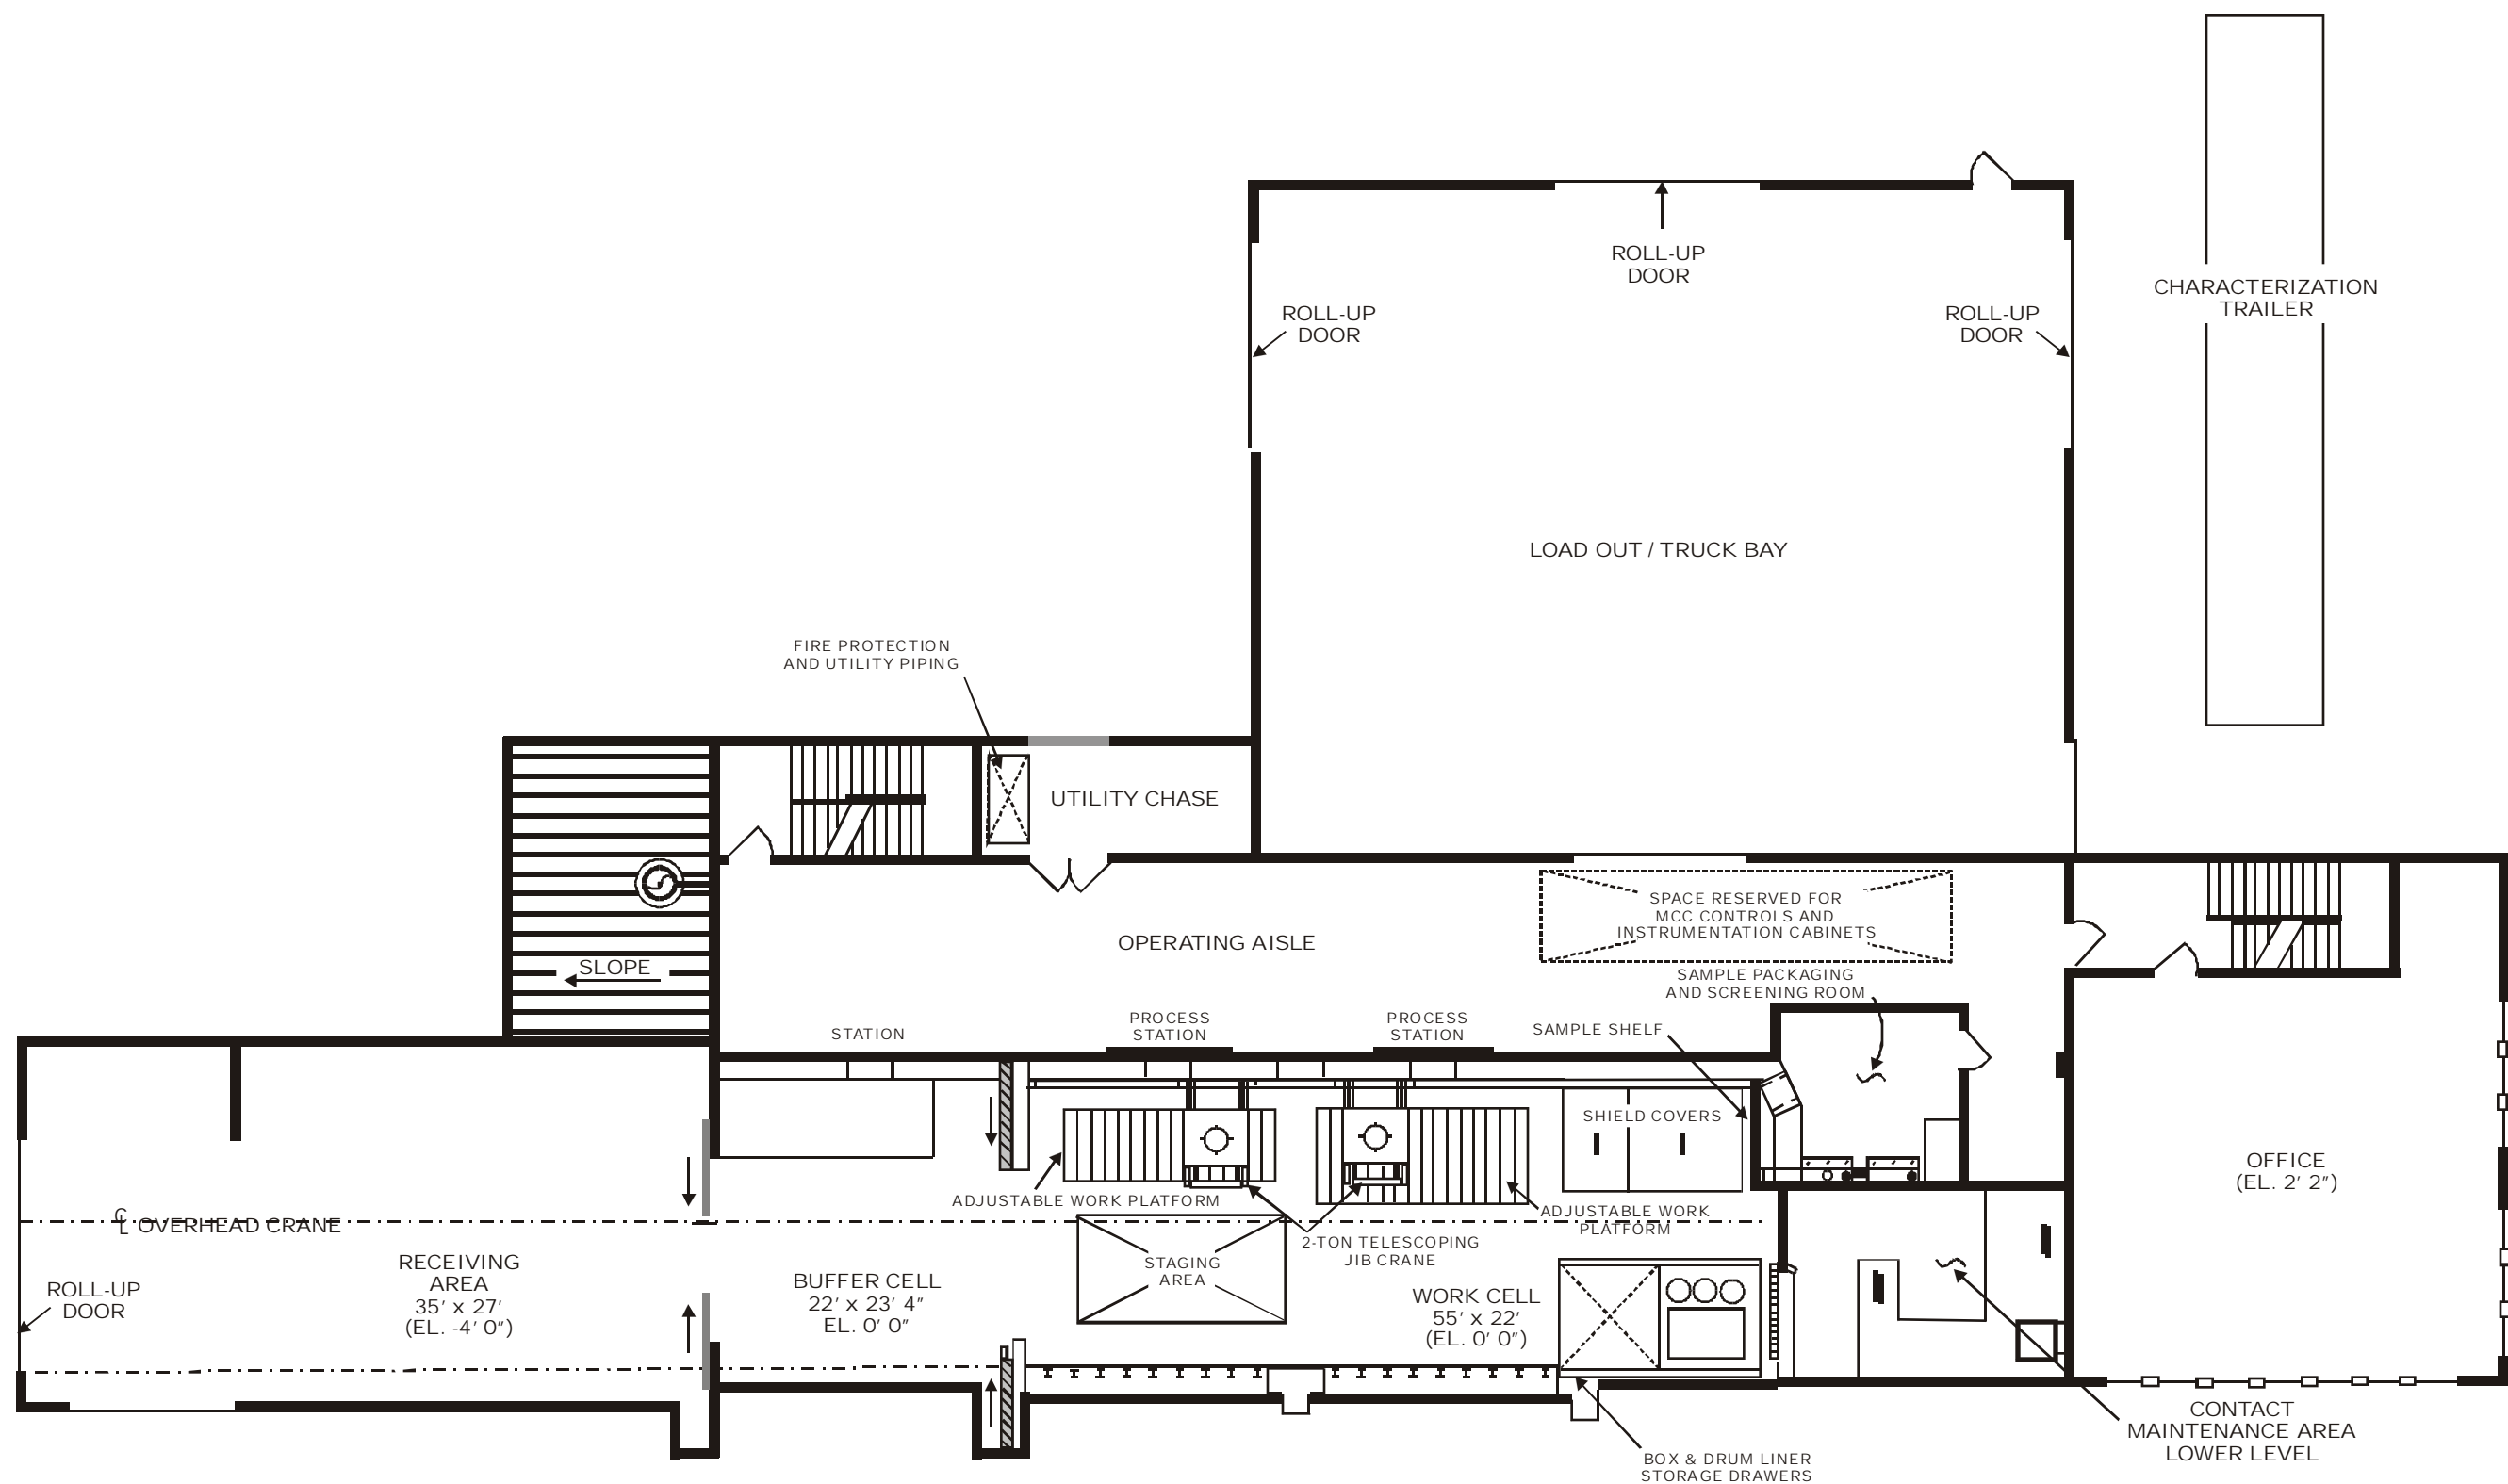 ROLL-UP
DOOR
ROLL-UP
DOOR
ROLL-UP
DOOR
CHARACTERIZATION
TRAILER
LOAD OUT / TRUCK BAY
FIRE PROTECTION
AND UTILITY PIPING
UTILITY CHASE
SPACE RESERVED FOR
MCC CONTROLS AND
INSTRUMENTATION CABINETS
OPERATING AISLE
SLOPE
SAMPLE PACKAGING
AND SCREENING ROOM
STATION
PROCESS
STATION
PROCESS
STATION
SAMPLE SHELF
SHIELD COVERS
OFFICE
(EL. 2' 2")
ADJUSTABLE WORK PLATFORM
ADJUSTABLE WORK
PLATFORM
CL OVERHEAD CRANE
2-TON TELESCOPING
JIB CRANE
STAGING
AREA
RECEIVING
AREA
35' x 27'
(EL. -4' 0")
ROLL-UP
DOOR
BUFFER CELL
22' x 23' 4"
EL. 0' 0"
WORK CELL
55' x 22'
(EL. 0' 0")
CONTACT
MAINTENANCE AREA
LOWER LEVEL
BOX & DRUM LINER
STORAGE DRAWERS